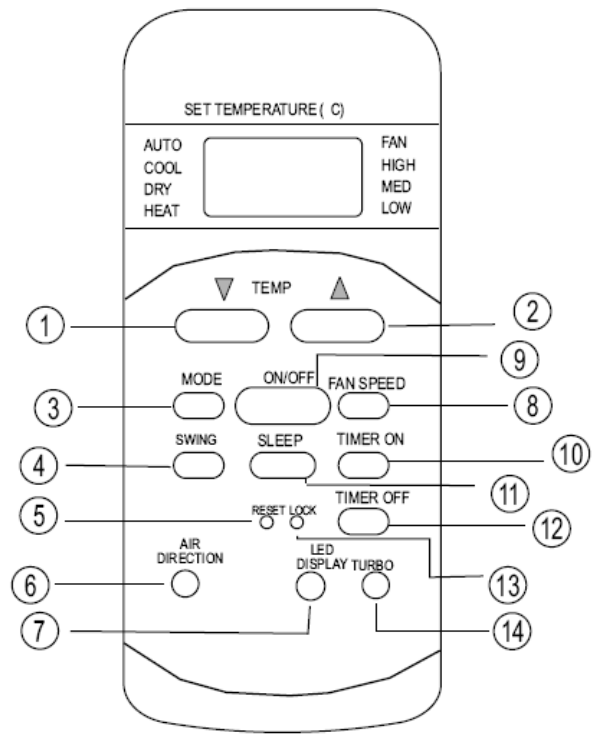 SET TEMPERATURE ( C)
AUTO
COOL
DRY
HEAT
FAN
HIGH
MED
LOW
▼ TEMP ▲
1
2
9
MODE
ON/OFF
FAN SPEED
3
8
SWING
SLEEP
TIMER ON
4
10
11
TIMER OFF
5
RESET LOCK
12
AIR
DIRECTION
LED
DISPLAY
TURBO
6
13
7
14